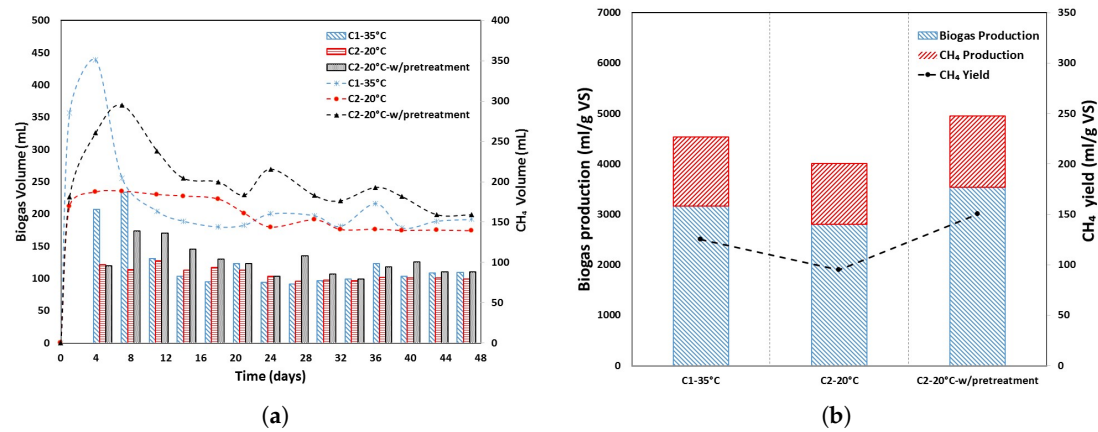 500
450
400
350
300
250
200
150
100
50
0
Biogas Volume (mL)
400
350
300
250
200
150
100
50
0
CH₄ Volume (mL)
C1-35°C
C2-20°C
C2-20°C-w/pretreatment
C1-35°C
C2-20°C
C2-20°C-w/pretreatment
0 4 8 12 16 20 24 28 32 36 40 44 48
Time (days)
(a)
7000
6000
5000
4000
3000
2000
1000
0
Biogas production (ml/g VS)
350
300
250
200
150
100
50
0
CH₄ yield (ml/g VS)
Biogas Production
CH₄ Production
CH₄ Yield
C1-35°C C2-20°C C2-20°C-w/pretreatment
(b)